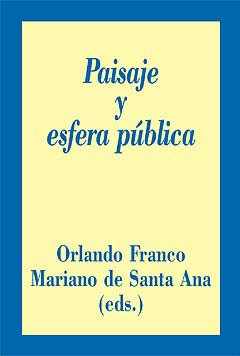 Paisaje
y
esfera pública
Orlando Franco
Mariano de Santa Ana
(eds.)